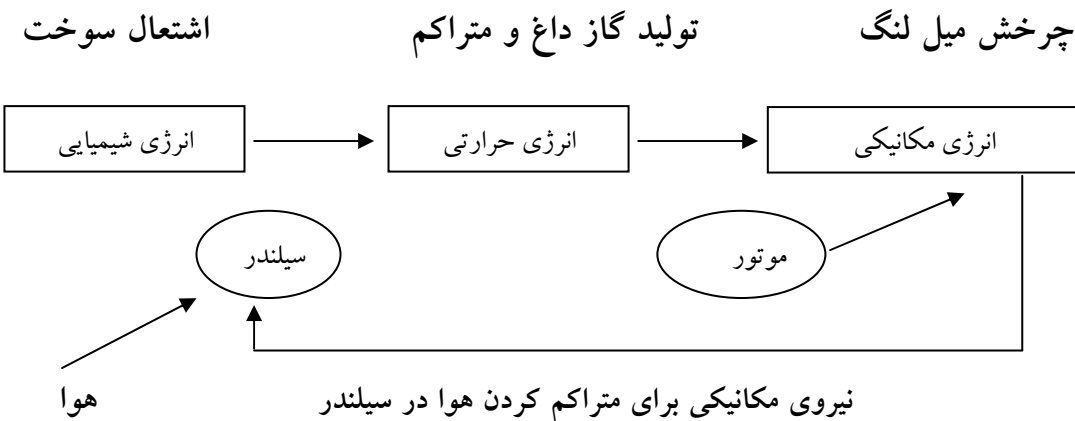 چرخش میل لنگ
تولید گاز داغ و متراکم
اشتعال سوخت
انرژی مکانیکی
انرژی حرارتی
انرژی شیمیایی
موتور
سیلندر
نیروی مکانیکی برای متراکم کردن هوا در سیلندر
هوا